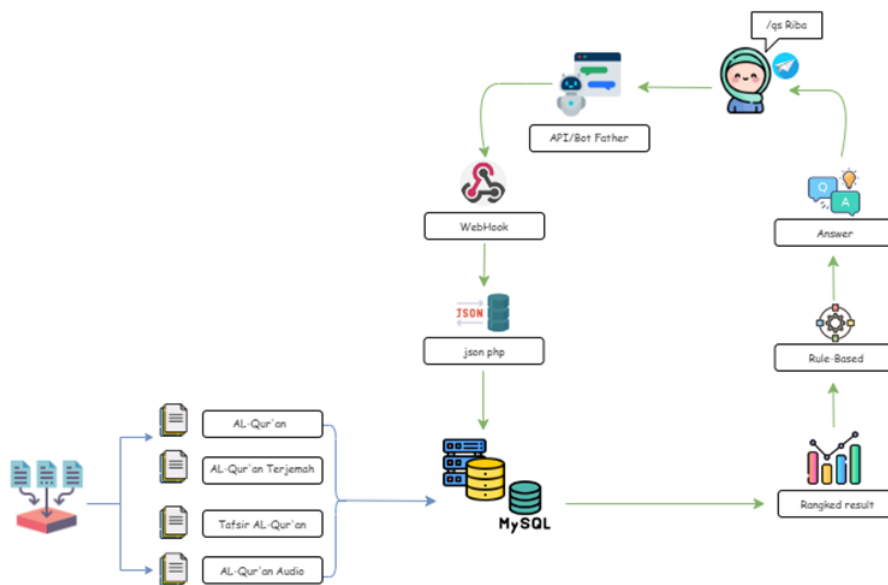 /qs Riba
API/Bot Father
WebHook
Q
A
Answer
JSON
json php
Rule-Based
AL-Qur'an
AL-Qur'an Terjemah
Tafsir AL-Qur'an
AL-Qur'an Audio
MySQL
Rangked result